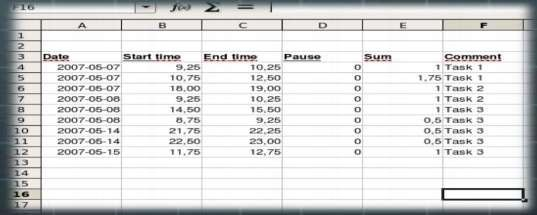 F16 f(x) Σ =
A B C D E F
1
2
3 Date Start time End time Pause Sum Comment
4 2007-05-07 9,25 10,25 0 1 Task 1
5 2007-05-07 10,75 12,50 0 1,75 Task 1
6 2007-05-07 18,00 19,00 0 1 Task 2
7 2007-05-08 9,25 10,25 0 1 Task 2
8 2007-05-08 14,50 15,50 0 1 Task 3
9 2007-05-08 8,75 9,25 0 0,5 Task 3
10 2007-05-14 21,75 22,25 0 0,5 Task 3
11 2007-05-14 22,50 23,00 0 0,5 Task 3
12 2007-05-15 11,75 12,75 0 1 Task 3
13
14
15
16
17